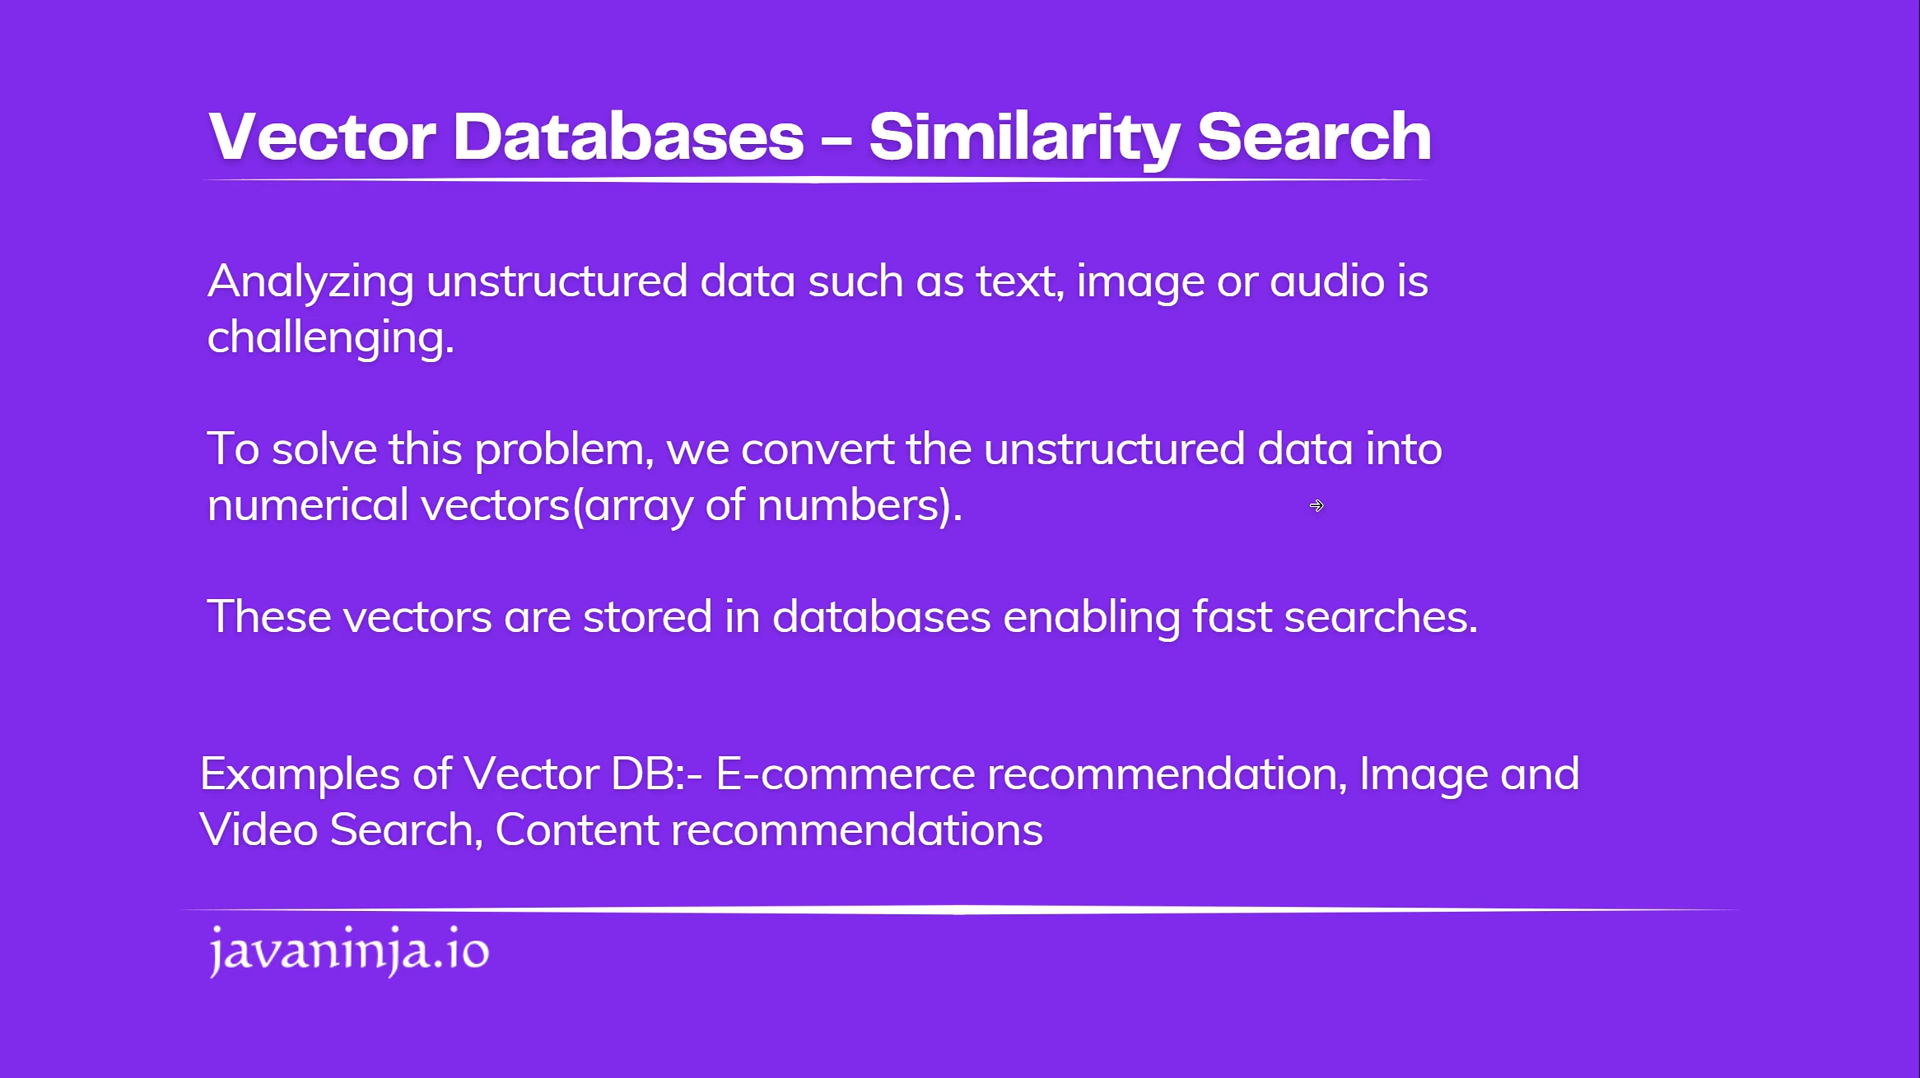 Vector Databases – Similarity Search
Analyzing unstructured data such as text, image or audio is
challenging.
To solve this problem, we convert the unstructured data into
numerical vectors(array of numbers).
These vectors are stored in databases enabling fast searches.
Examples of Vector DB:- E-commerce recommendation, Image and
Video Search, Content recommendations
javaninja.io